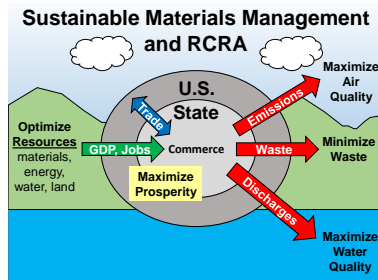 Sustainable Materials Management
and RCRA
Maximize
Air
Quality
Emissions
U.S.
State
Trade
Optimize
Resources
materials,
energy,
water, land
GDP, Jobs
Commerce
Waste
Minimize
Waste
Maximize
Prosperity
Discharges
Maximize
Water
Quality